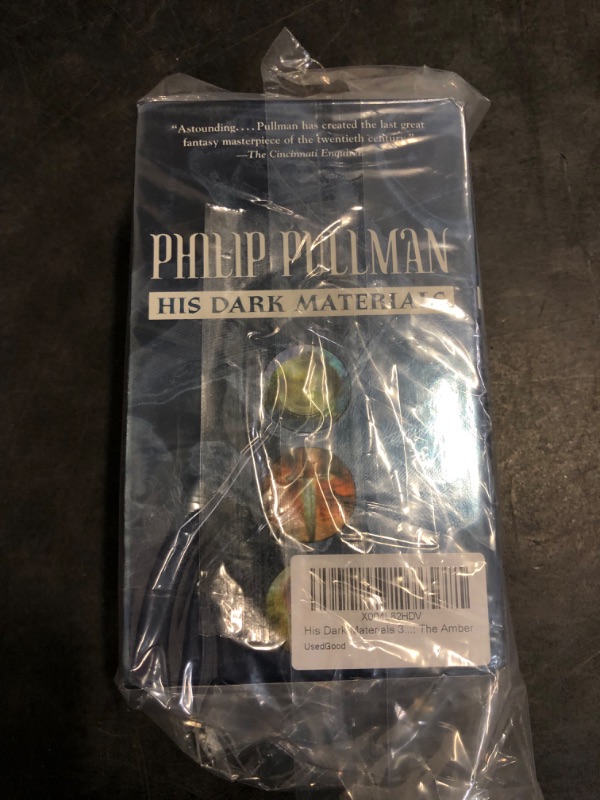 “Astounding.... Pullman has created the last great
fantasy masterpiece of the twentieth century.”
—The Cincinnati Enquirer
PHILIP PULLMAN
HIS DARK MATERIALS
X004L82HDV
His Dark Materials 3...: The Amber
UsedGood